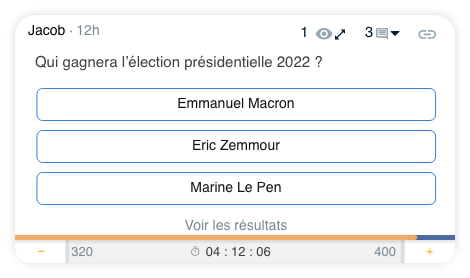 Jacob · 12h 1 3
Qui gagnera l’élection présidentielle 2022 ?
Emmanuel Macron
Eric Zemmour
Marine Le Pen
Voir les résultats
− 320 04 : 12 : 06 400 +